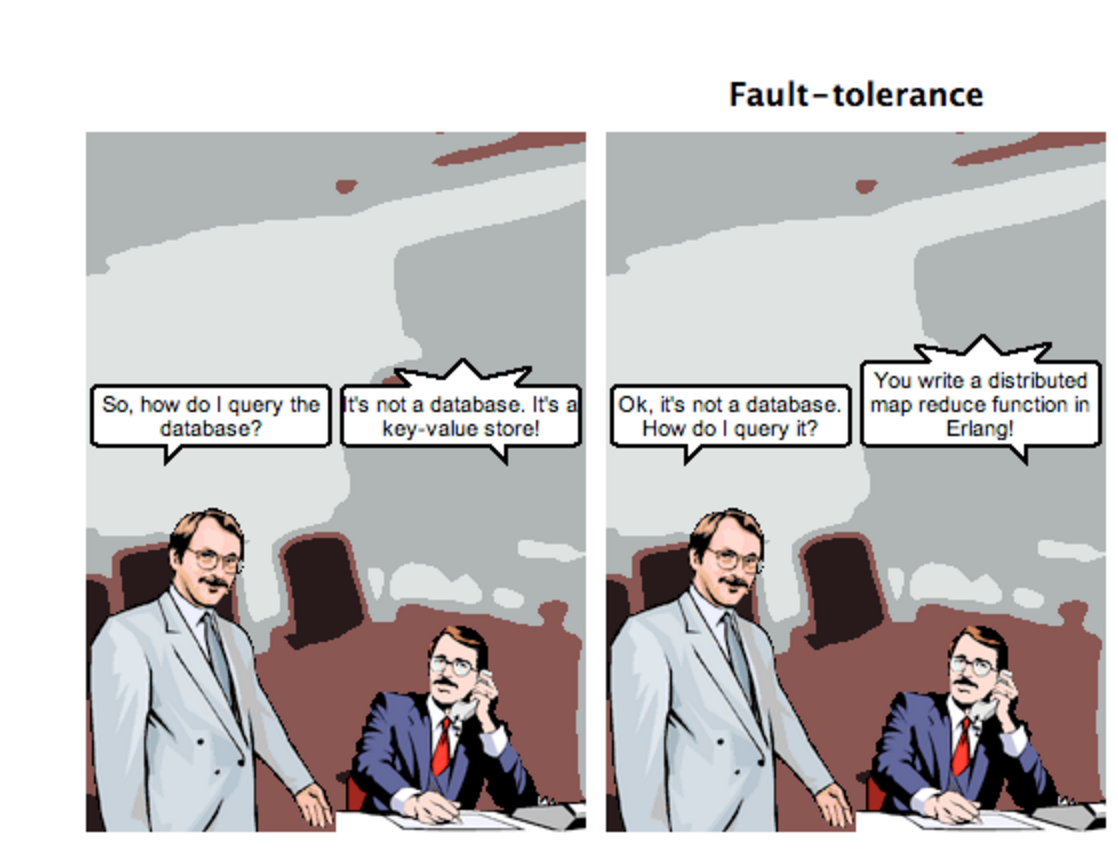 Fault-tolerance
So, how do I query the
database?
It's not a database. It's a
key-value store!
Ok, it's not a database.
How do I query it?
You write a distributed
map reduce function in
Erlang!